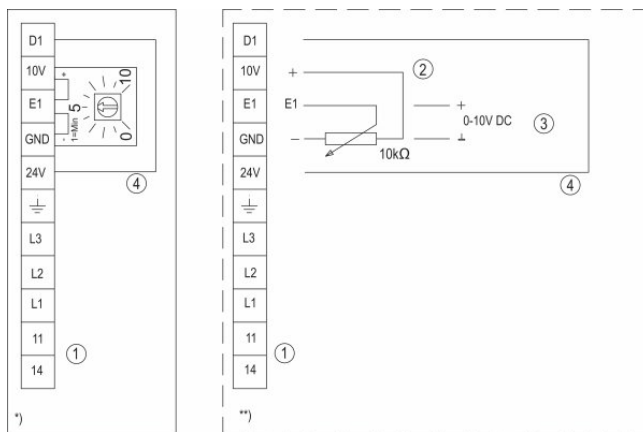 D1
10V
E1
GND
24V
L3
L2
L1
11
14
+
-
1=Min
0
5
10
4
1
*)
D1
10V
E1
GND
24V
L3
L2
L1
11
14
+
E1
−
10kΩ
2
+
0-10V DC
3
4
1
**)